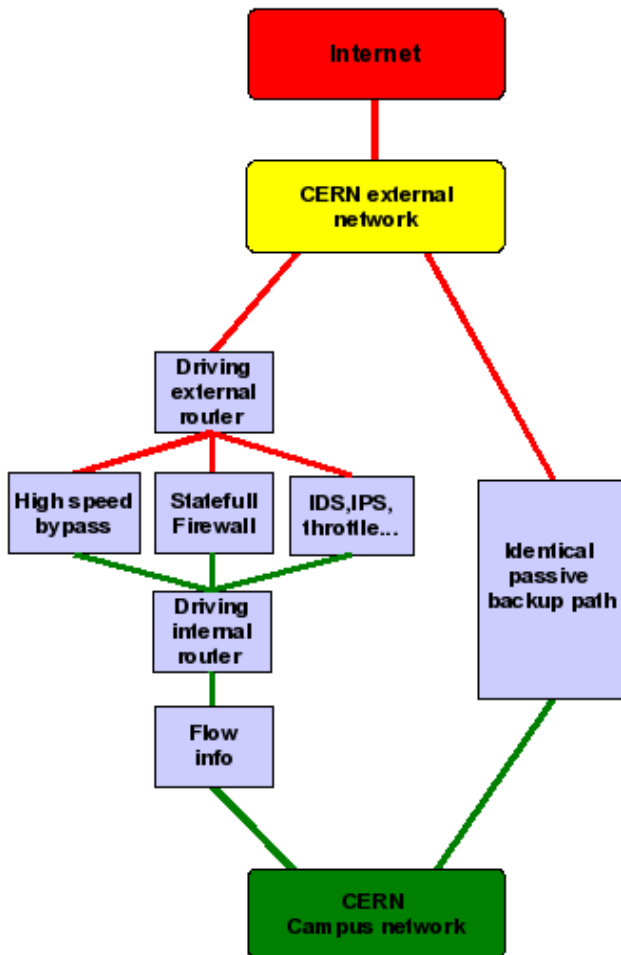 Internet
CERN external
network
Driving
external
router
High speed
bypass
Statefull
Firewall
IDS,IPS,
throttle...
Identical
passive
backup path
Driving
internal
router
Flow
info
CERN
Campus network